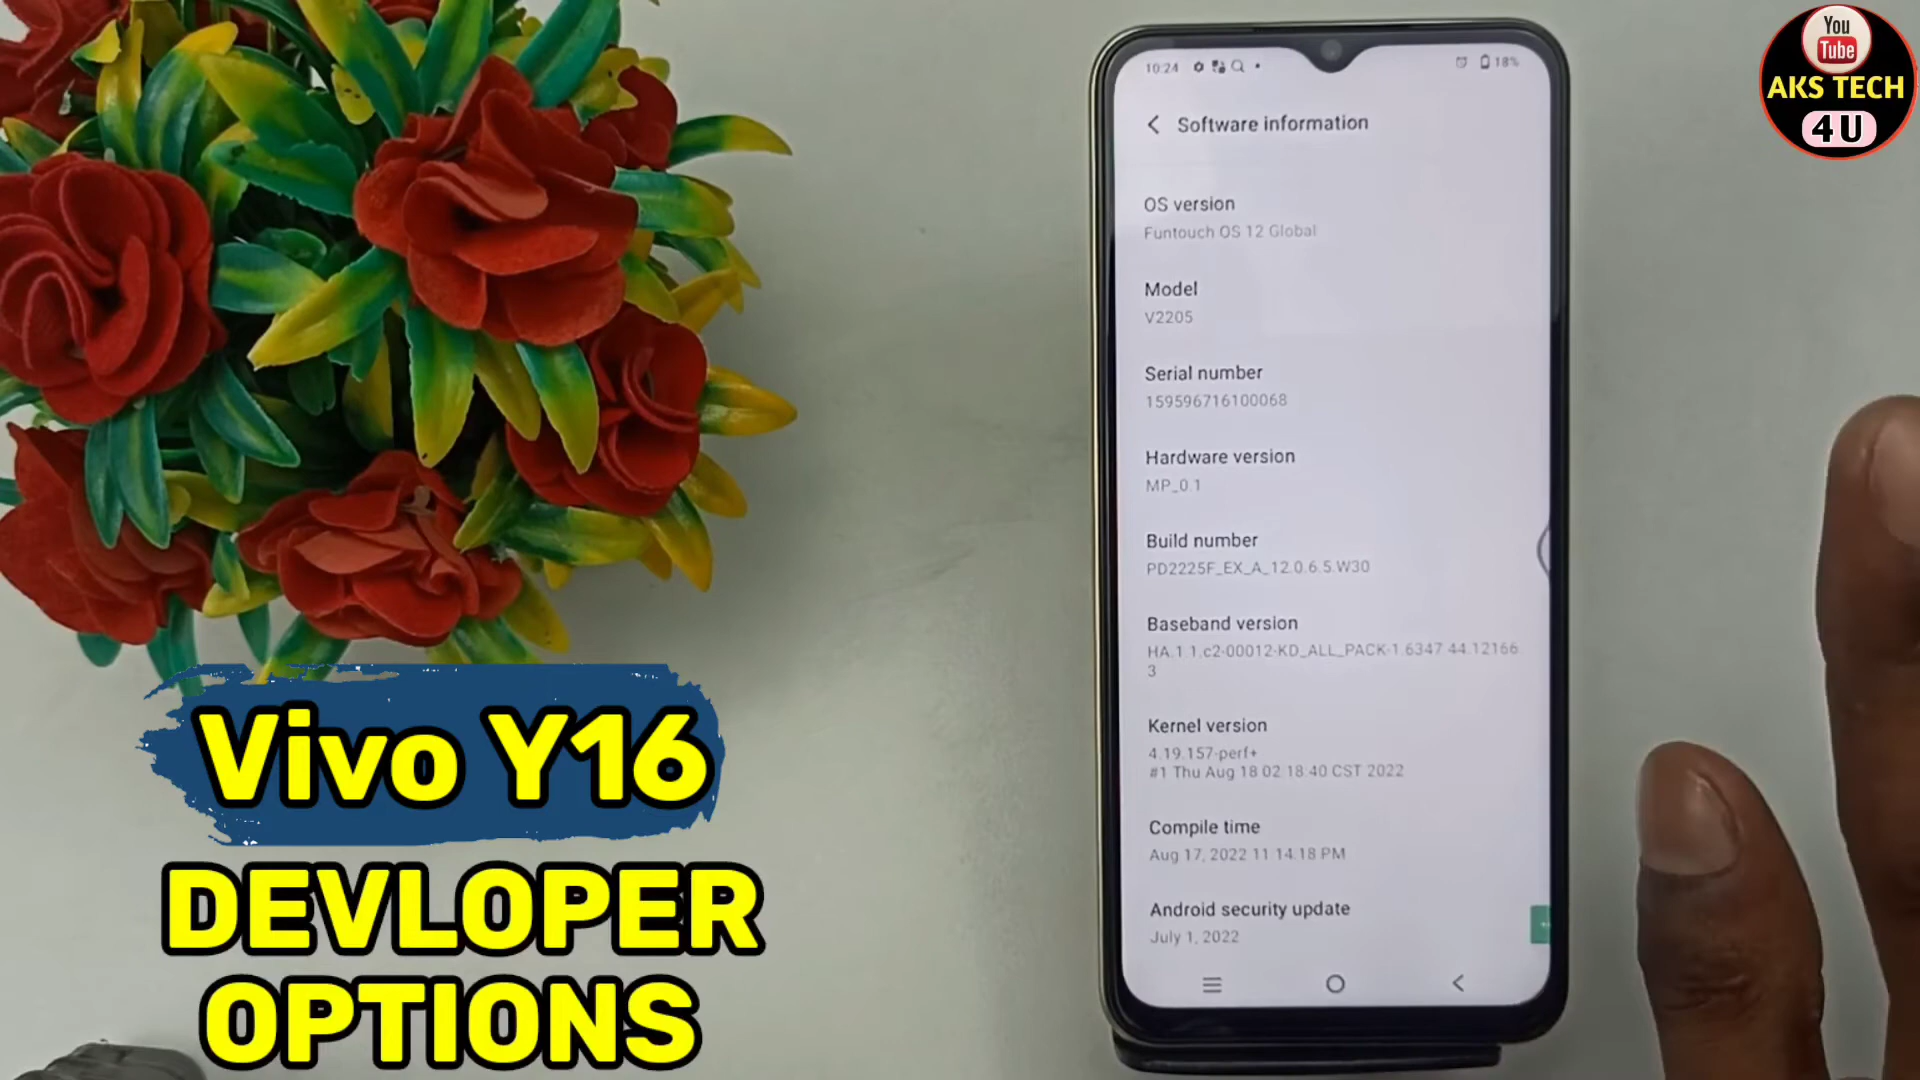 You
Tube
AKS TECH
4U
10:24
18%
Software information
OS version
Funtouch OS 12 Global
Model
V2205
Serial number
159596716100068
Hardware version
MP_0.1
Build number
PD2225F_EX_A_12.0.6.5.W30
Baseband version
HA.1.1.c2-00012-KD_ALL_PACK-1.6347 44.12166
3
Kernel version
4.19.157-perf+
#1 Thu Aug 18 02:18:40 CST 2022
Compile time
Aug 17, 2022 11:14:18 PM
Android security update
July 1, 2022
Vivo Y16
DEVLOPER
OPTIONS